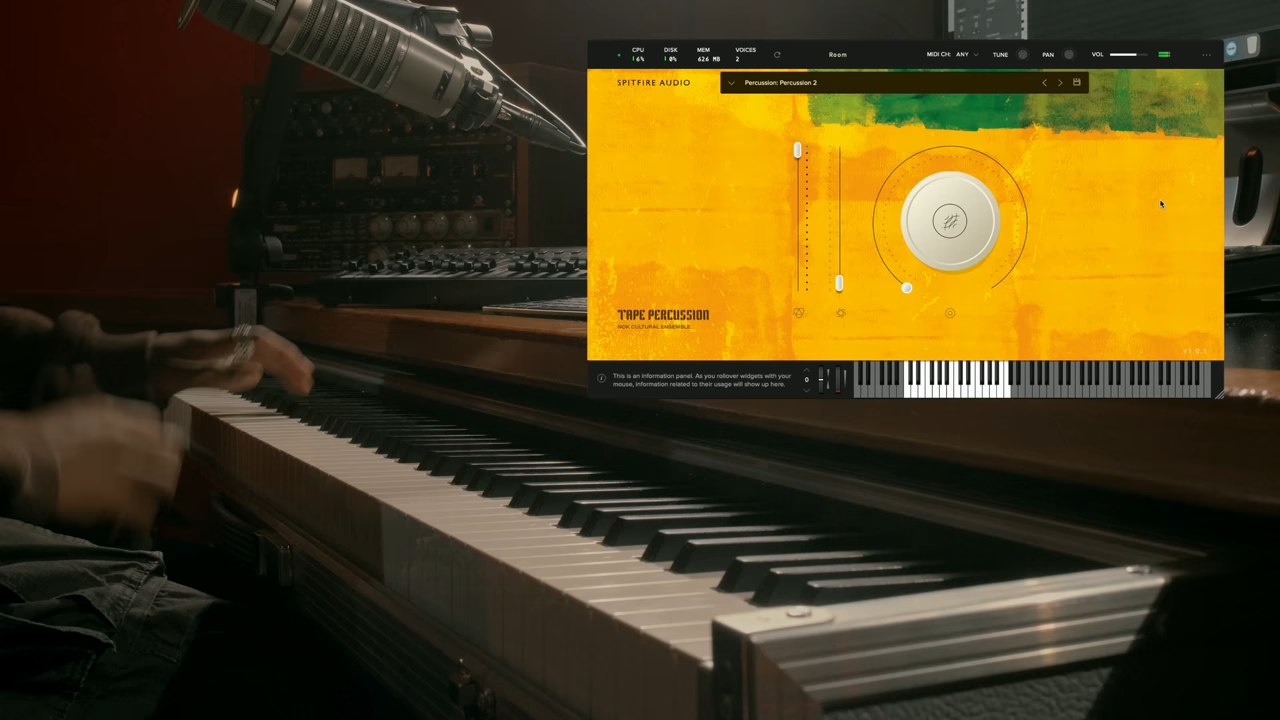 CPU DISK MEM VOICES
6% 0% 626 MB 2
Room
MIDI CH: ANY TUNE PAN VOL
SPITFIRE AUDIO
Percussion: Percussion 2
TAPE PERCUSSION
NOK CULTURAL ENSEMBLE
This is an information panel. As you rollover widgets with your
mouse, information related to their usage will show up here.
0